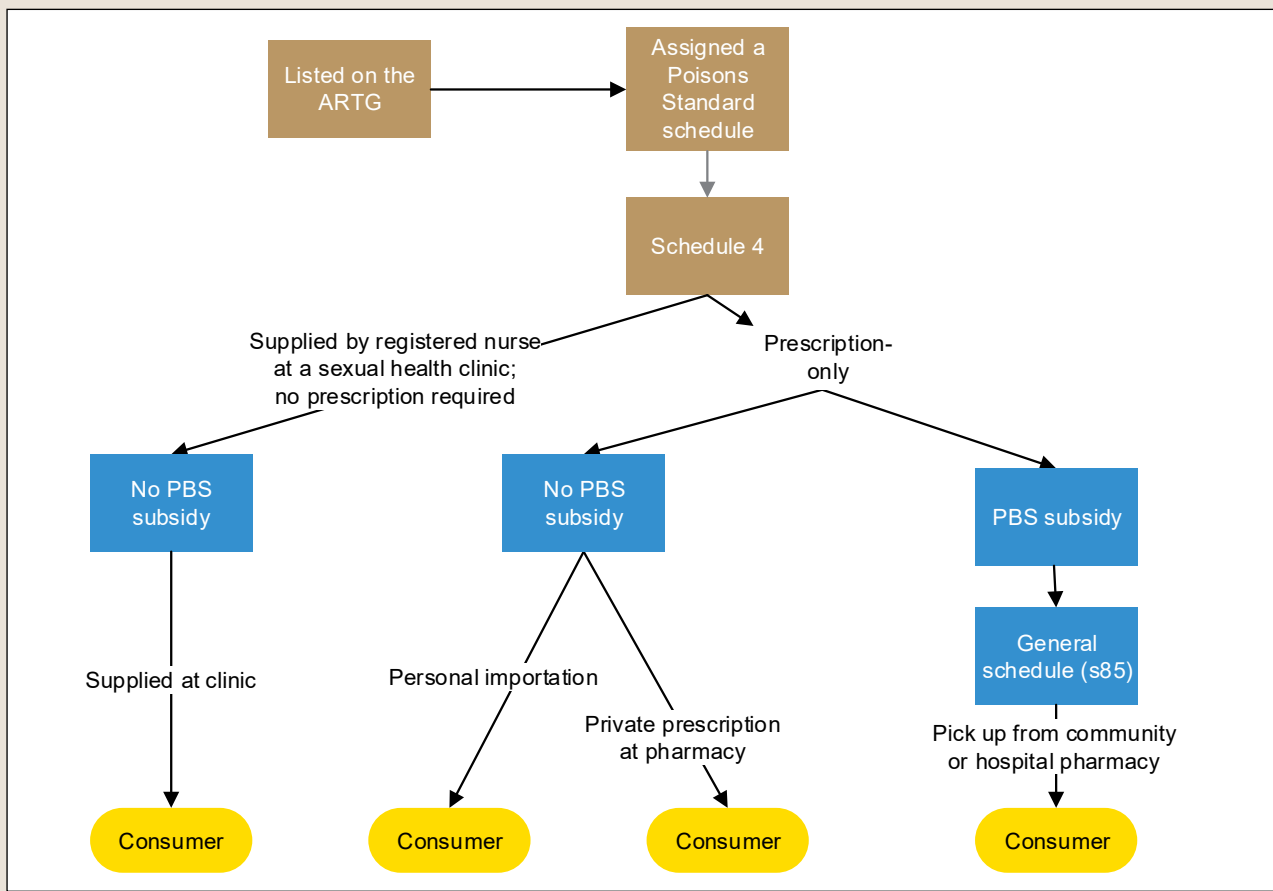 Listed on the
ARTG
Assigned a
Poisons
Standard
schedule
Schedule 4
Supplied by registered nurse
at a sexual health clinic;
no prescription required
Prescription-
only
No PBS
subsidy
No PBS
subsidy
PBS subsidy
General
schedule (s85)
Supplied at clinic
Personal importation
Private prescription
at pharmacy
Pick up from community
or hospital pharmacy
Consumer
Consumer
Consumer
Consumer